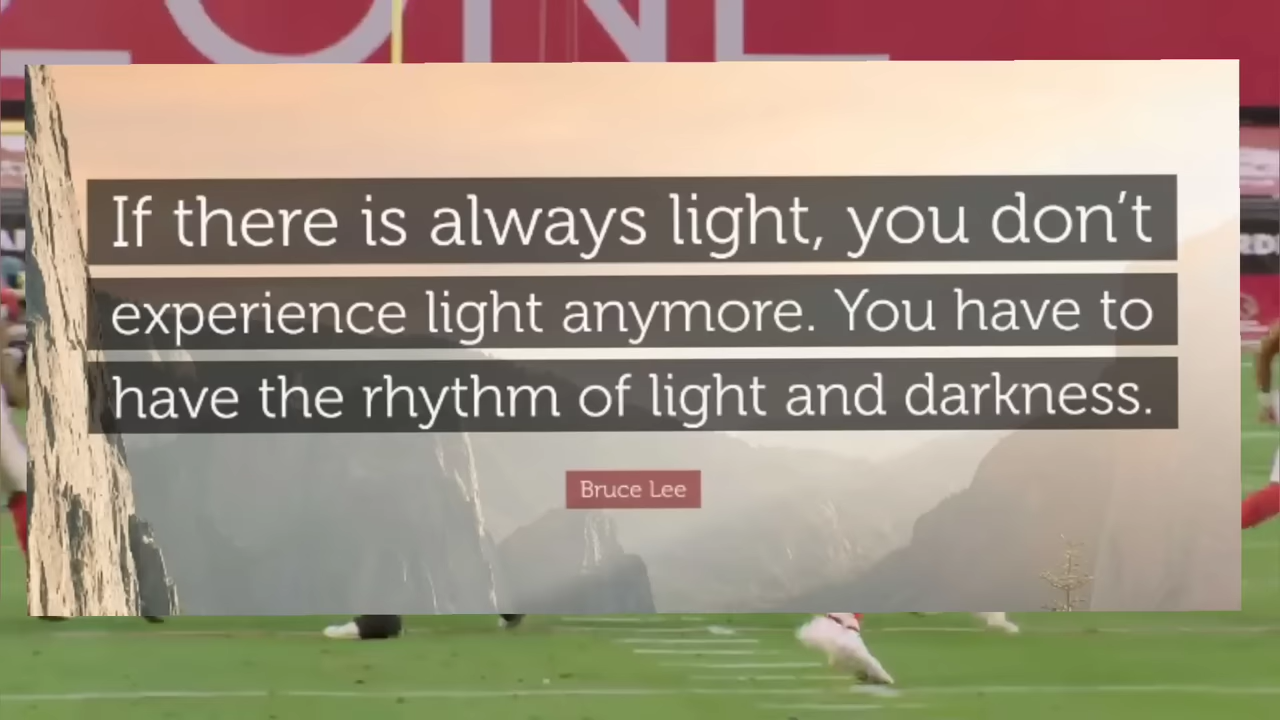 If there is always light, you don't
experience light anymore. You have to
have the rhythm of light and darkness.
Bruce Lee